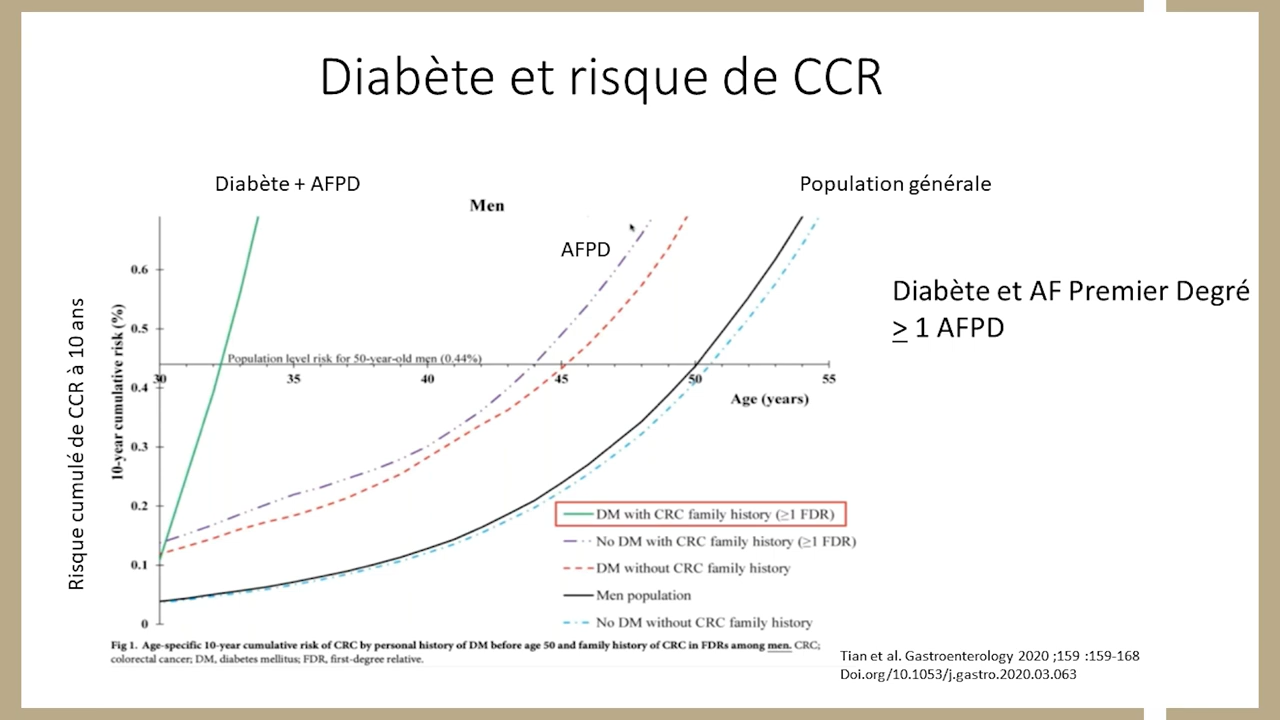 Diabète et risque de CCR
Diabète + AFPD
Population générale
Men
AFPD
Diabète et AF Premier Degré
≥ 1 AFPD
Risque cumulé de CCR à 10 ans
10-year cumulative risk (%)
0.6
0.5
Population level risk for 50-year-old men (0.44%)
30 35 40 45 50 55
0.4
Age (years)
0.3
0.2
0.1
0
DM with CRC family history (≥1 FDR)
No DM with CRC family history (≥1 FDR)
DM without CRC family history
Men population
No DM without CRC family history
Fig 1. Age-specific 10-year cumulative risk of CRC by personal history of DM before age 50 and family history of CRC in FDRs among men. CRC;
colorectal cancer; DM, diabetes mellitus; FDR, first-degree relative.
Tian et al. Gastroenterology 2020 ;159 :159-168
Doi.org/10.1053/j.gastro.2020.03.063